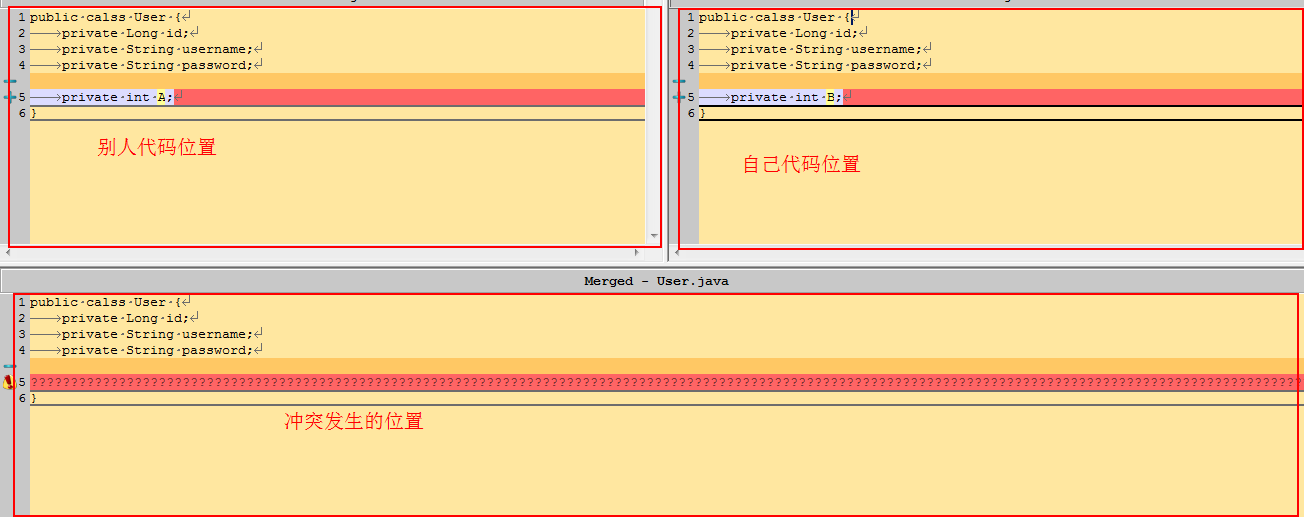 1 public·calss·User·{↵
2 ——→private·Long·id;↵
3 ——→private·String·username;↵
4 ——→private·String·password;↵
5 ——→private·int·A;↵
6 }
别人代码位置
1 public·calss·User·{↵
2 ——→private·Long·id;↵
3 ——→private·String·username;↵
4 ——→private·String·password;↵
5 ——→private·int·B;↵
6 }
自己代码位置
Merged - User.java
1 public·calss·User·{↵
2 ——→private·Long·id;↵
3 ——→private·String·username;↵
4 ——→private·String·password;↵
5 ???????????????????????????????????????????????????????????????????????????????????????????????????????????????????????????????????????????????????????????????
6 }
冲突发生的位置